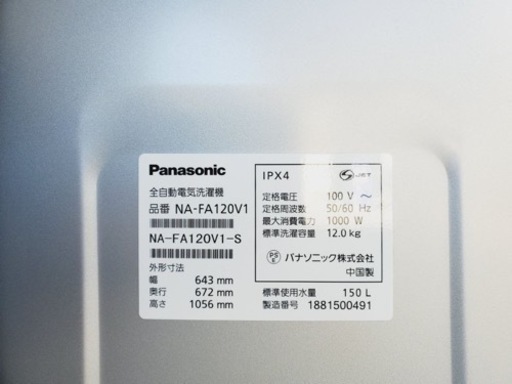 Panasonic
全自動電気洗濯機
品番 NA-FA120V1
NA-FA120V1-S
外形寸法
幅 643 mm
奥行 672 mm
高さ 1056 mm
IPX4
JET
定格電圧 100 V ～
定格周波数 50/60 Hz
最大消費電力 1000 W
標準洗濯容量 12.0 kg
PS E パナソニック株式会社
中国製
標準使用水量 150 L
製造番号 1881500491